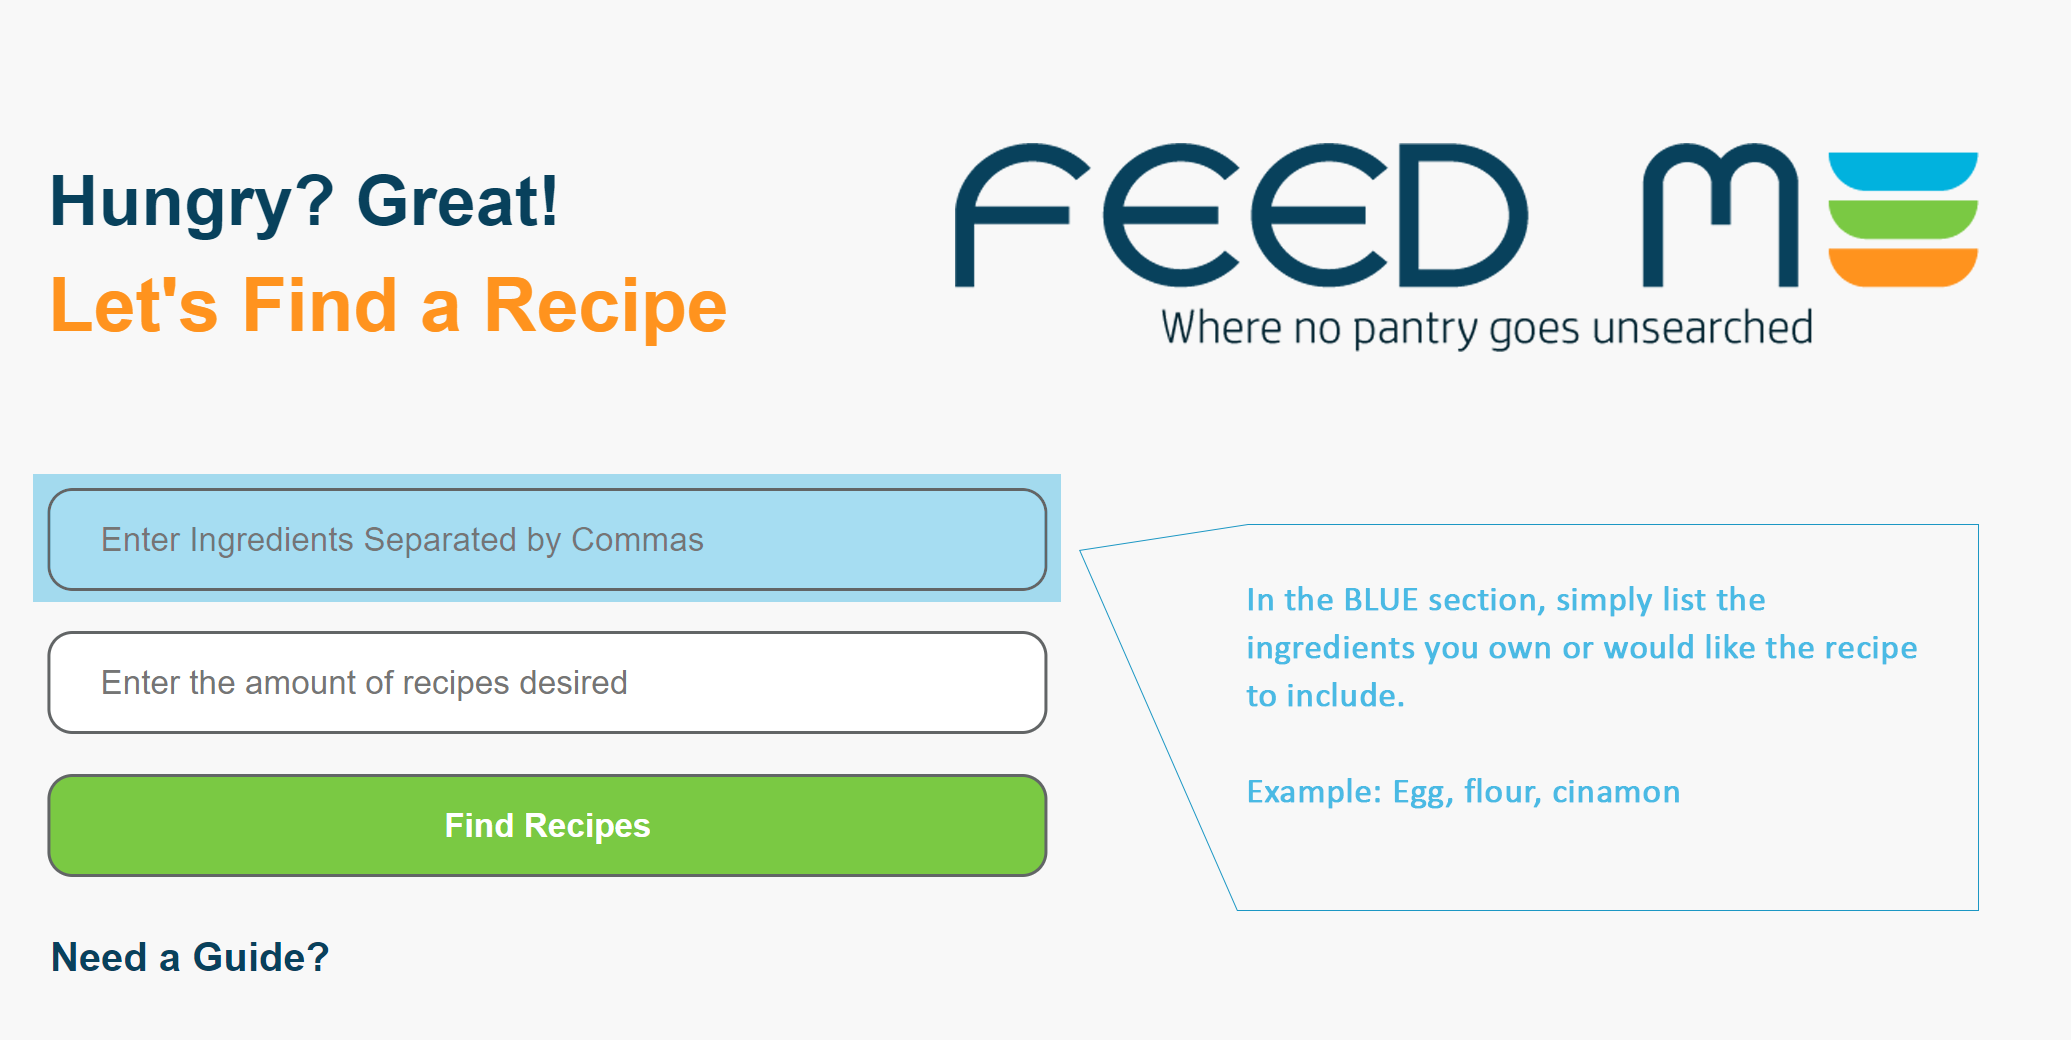 Hungry? Great!
Let's Find a Recipe
FEED ME
Where no pantry goes unsearched
Enter Ingredients Separated by Commas
Enter the amount of recipes desired
Find Recipes
Need a Guide?
In the BLUE section, simply list the
ingredients you own or would like the recipe
to include.
Example: Egg, flour, cinamon